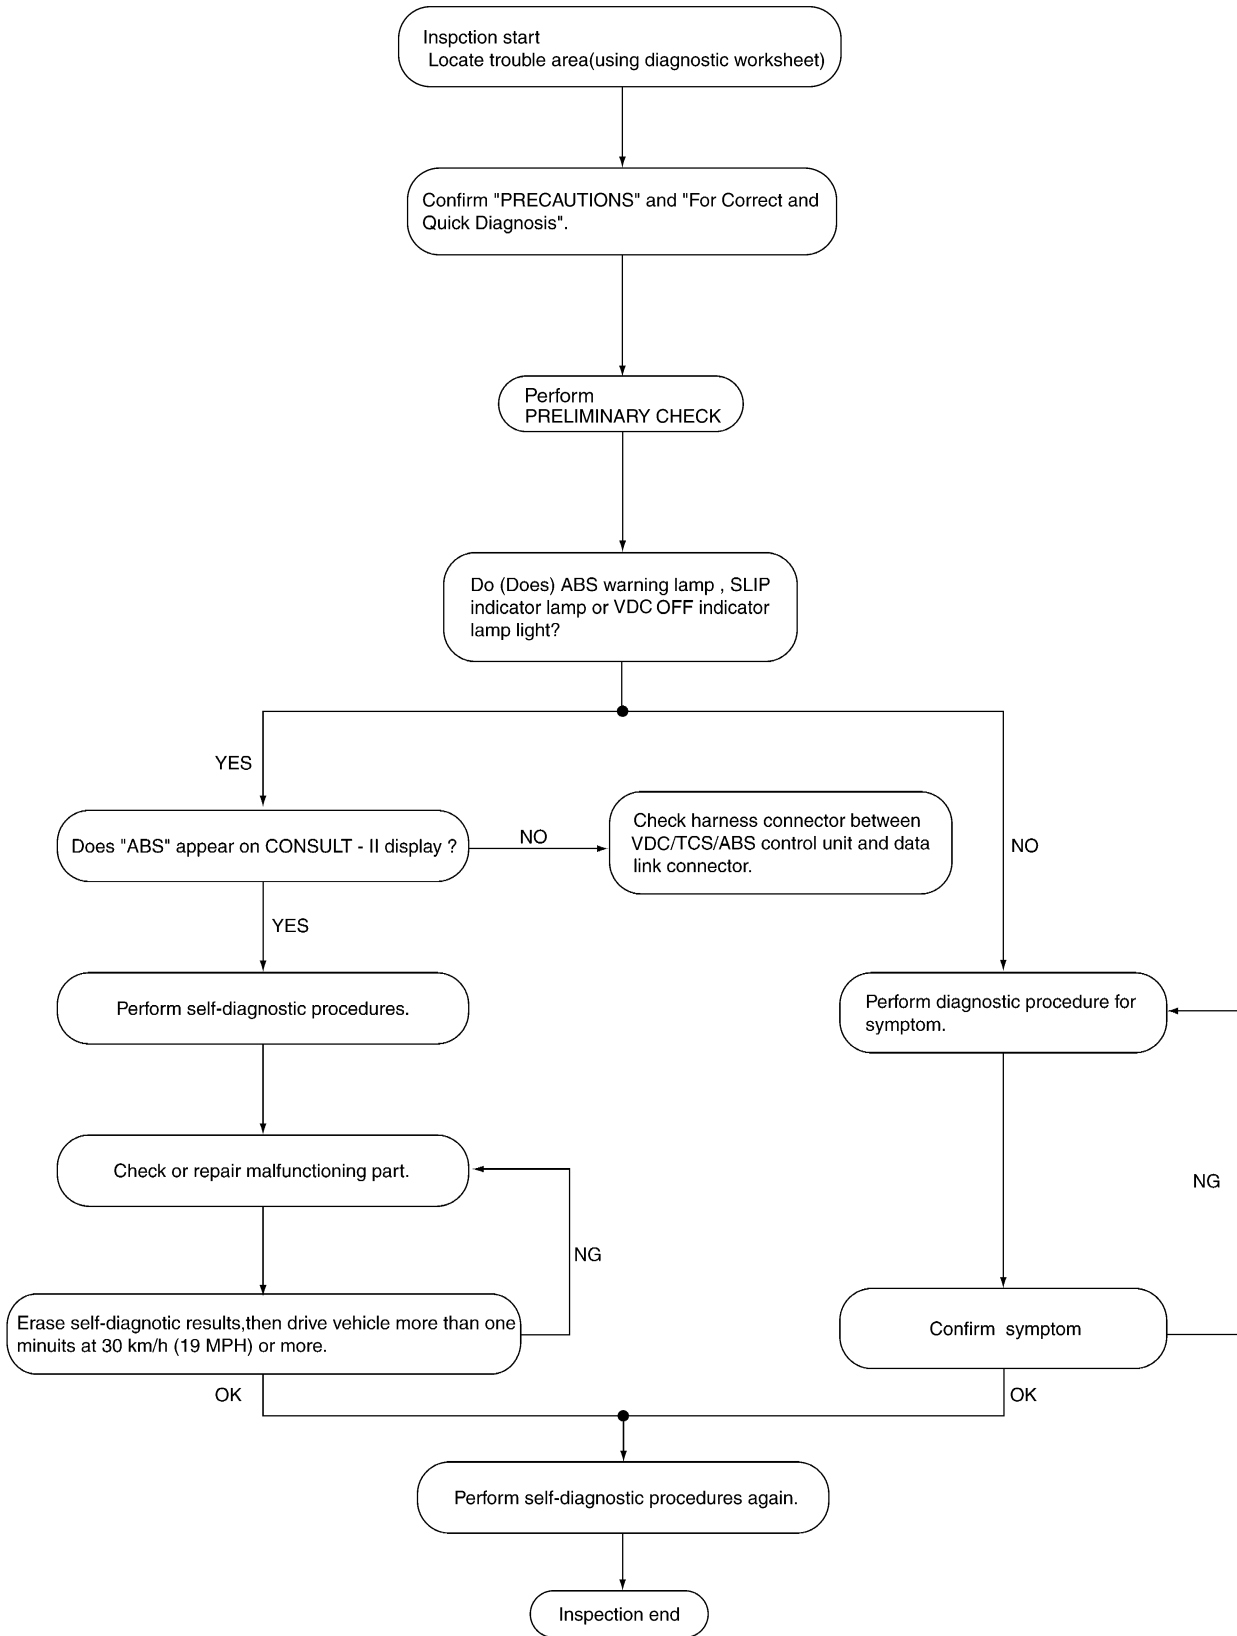 Inspction start
Locate trouble area(using diagnostic worksheet)
Confirm "PRECAUTIONS" and "For Correct and
Quick Diagnosis".
Perform
PRELIMINARY CHECK
Do (Does) ABS warning lamp , SLIP
indicator lamp or VDC OFF indicator
lamp light?
YES
NO
Does "ABS" appear on CONSULT - II display ?
NO
Check harness connector between
VDC/TCS/ABS control unit and data
link connector.
YES
Perform self-diagnostic procedures.
Perform diagnostic procedure for
symptom.
Check or repair malfunctioning part.
NG
NG
Erase self-diagnotic results,then drive vehicle more than one
minuits at 30 km/h (19 MPH) or more.
Confirm symptom
OK
OK
Perform self-diagnostic procedures again.
Inspection end